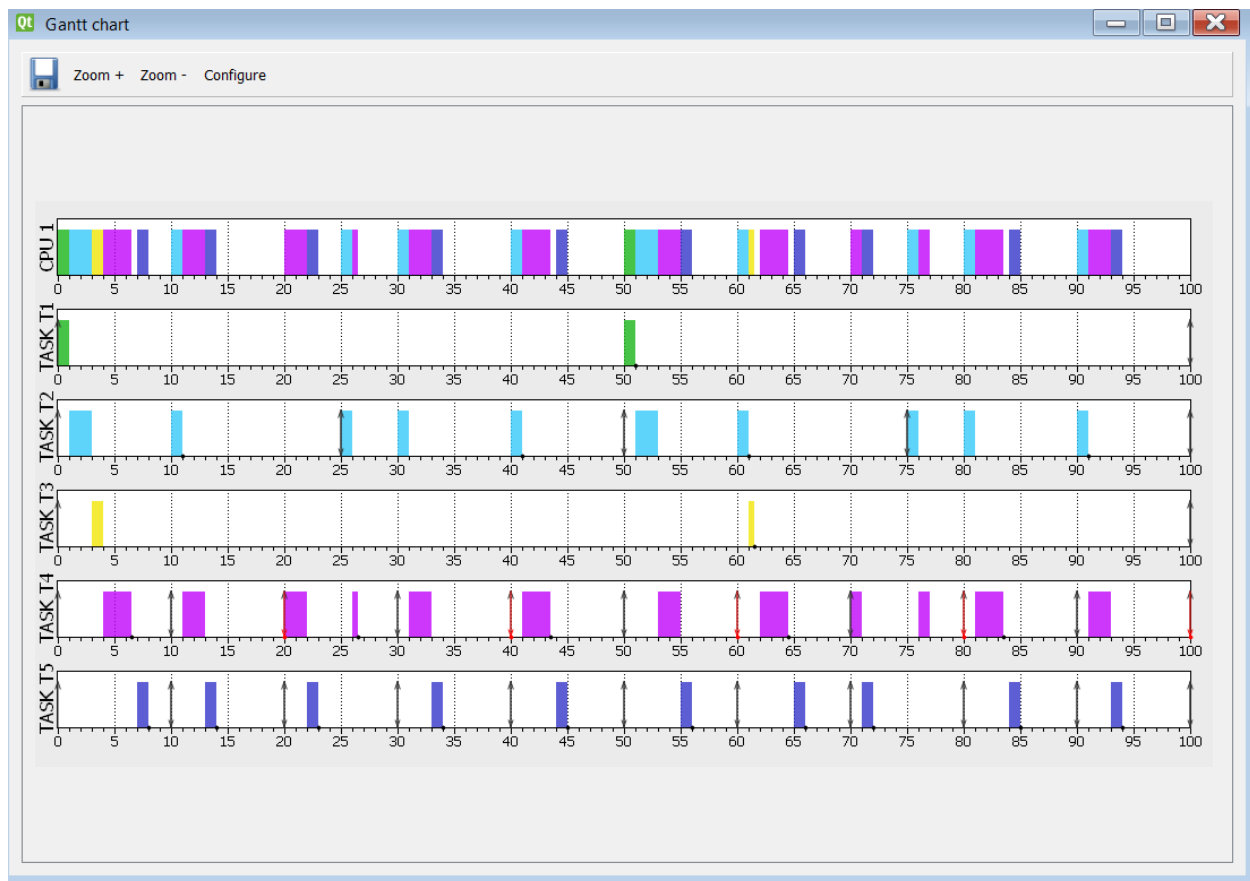 Qt Gantt chart
Zoom + Zoom - Configure
CPU 1
0 5 10 15 20 25 30 35 40 45 50 55 60 65 70 75 80 85 90 95 100
TASK T1
0 5 10 15 20 25 30 35 40 45 50 55 60 65 70 75 80 85 90 95 100
TASK T2
0 5 10 15 20 25 30 35 40 45 50 55 60 65 70 75 80 85 90 95 100
TASK T3
0 5 10 15 20 25 30 35 40 45 50 55 60 65 70 75 80 85 90 95 100
TASK T4
0 5 10 15 20 25 30 35 40 45 50 55 60 65 70 75 80 85 90 95 100
TASK T5
0 5 10 15 20 25 30 35 40 45 50 55 60 65 70 75 80 85 90 95 100